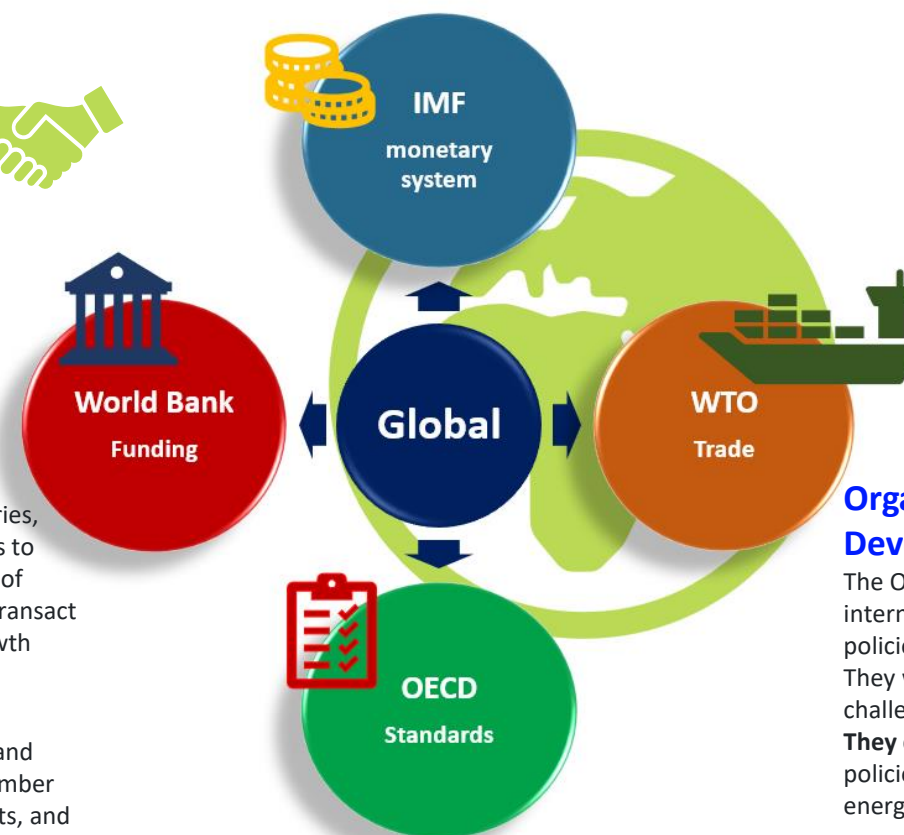 IMF
monetary
system
World Bank
Funding
Global
WTO
Trade
OECD
Standards
ries,
s to
of
ransact
wth
and
mber
ts, and
Orga
Dev
The O
interr
policie
They v
challe
They
policie
energ